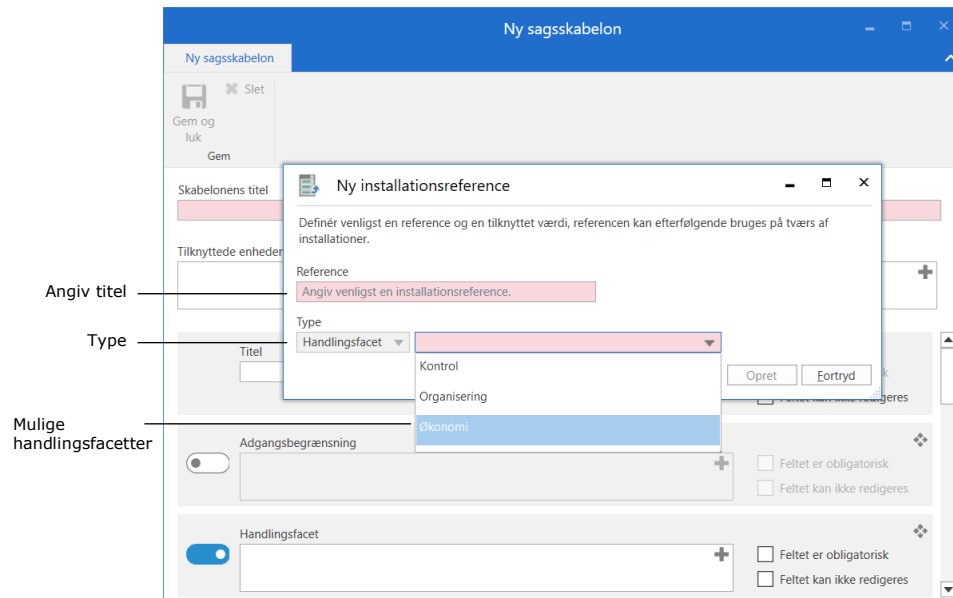 Ny sagsskabelon
Ny sagsskabelon
Slet
Gem og
luk
Gem
Skabelonens titel
Ny installationsreference
Definér venligst en reference og en tilknyttet værdi, referencen kan efterfølgende bruges på tværs af
installationer.
Tilknyttede enheder
Reference
Angiv titel
Angiv venligst en installationsreference.
Type
Type
Handlingsfacet
Titel
Kontrol
Opret
Fortryd
k
Organisering
Feltet kan ikke redigeres
Mulige
handlingsfacetter
Økonomi
Adgangsbegrænsning
Feltet er obligatorisk
Feltet kan ikke redigeres
Handlingsfacet
Feltet er obligatorisk
Feltet kan ikke redigeres